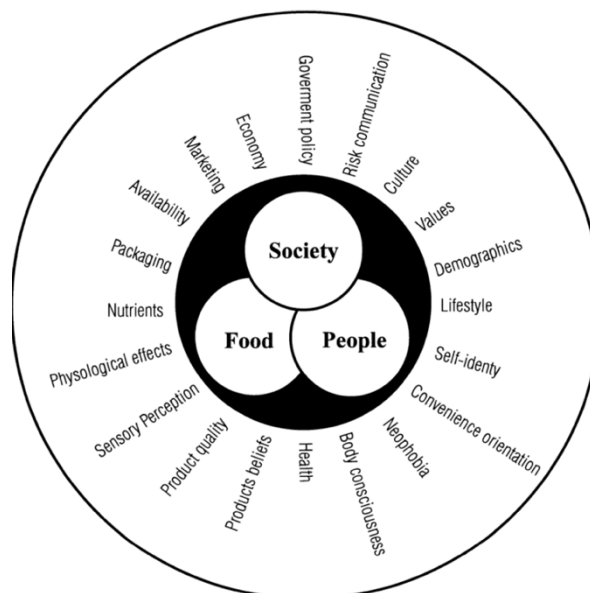 Goverment policy
Risk communication
Culture
Values
Demographics
Lifestyle
Self-identy
Convenience orientation
Neophobia
Body consciousness
Health
Products beliefs
Product quality
Sensory Perception
Physological effects
Nutrients
Packaging
Availability
Marketing
Economy
Society
Food
People